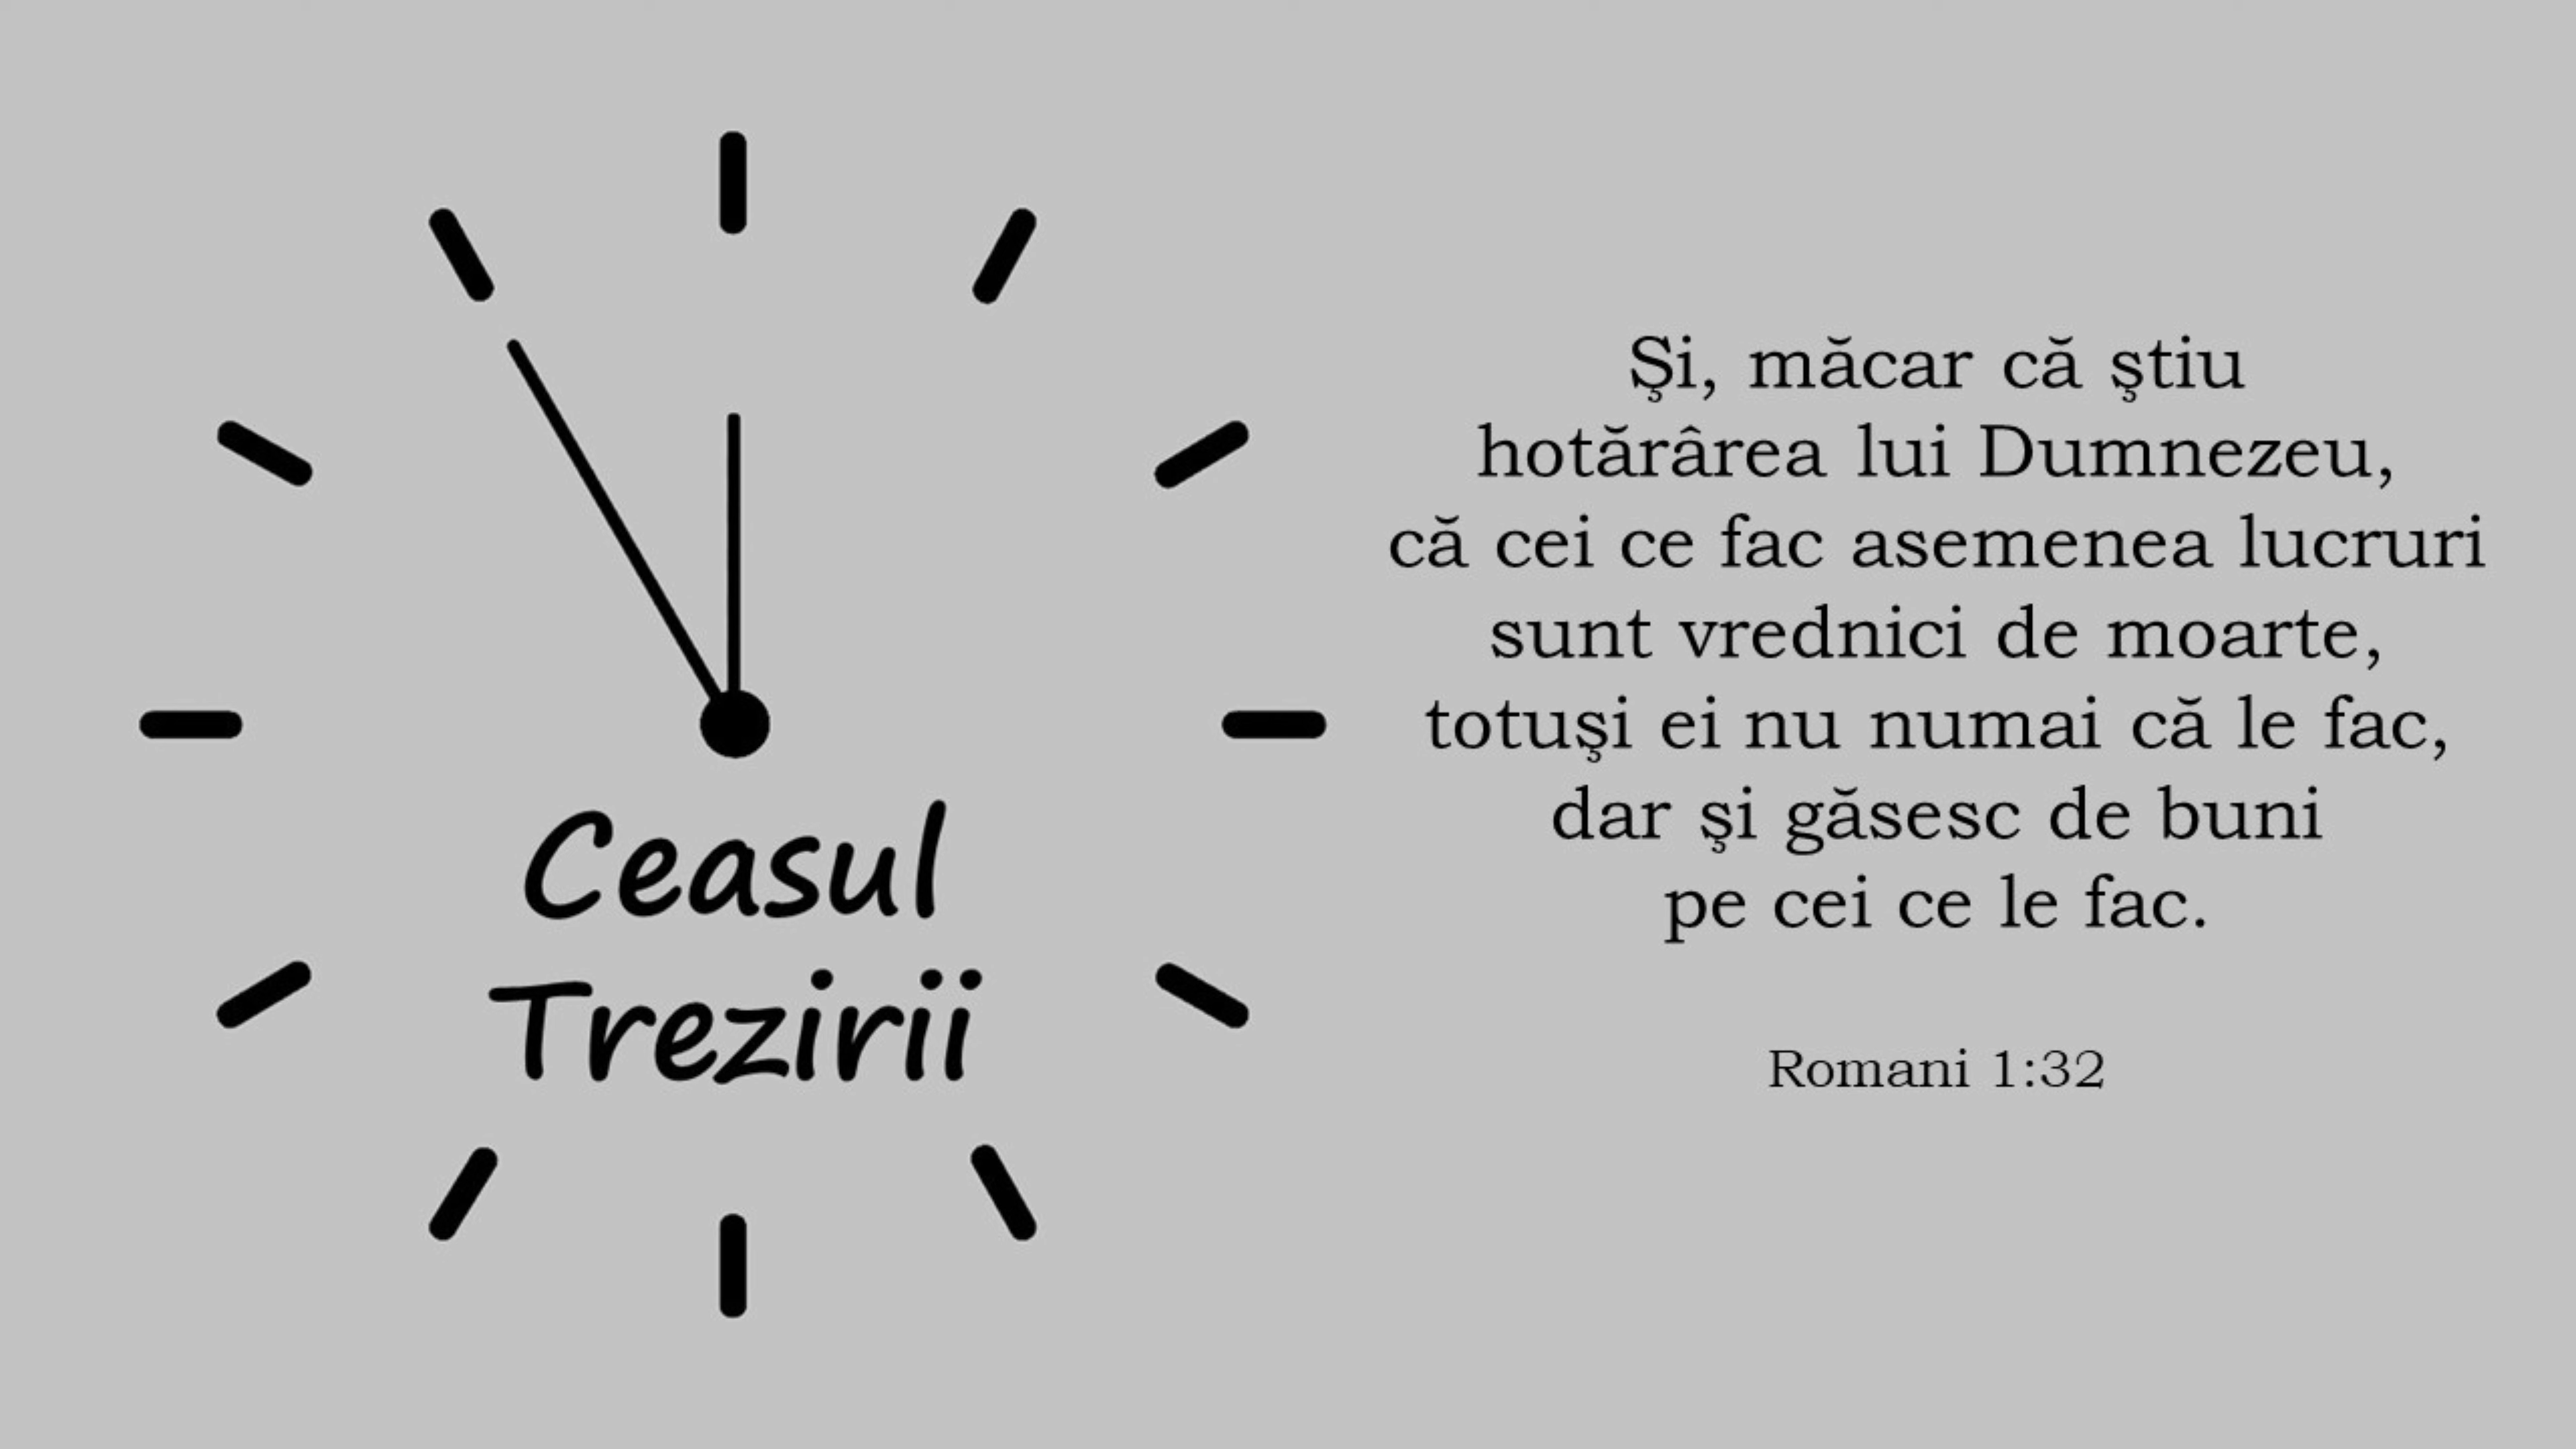 Ceasul
Trezirii
Şi, măcar că ştiu
hotărârea lui Dumnezeu,
că cei ce fac asemenea lucruri
sunt vrednici de moarte,
totuşi ei nu numai că le fac,
dar şi găsesc de buni
pe cei ce le fac.
Romani 1:32